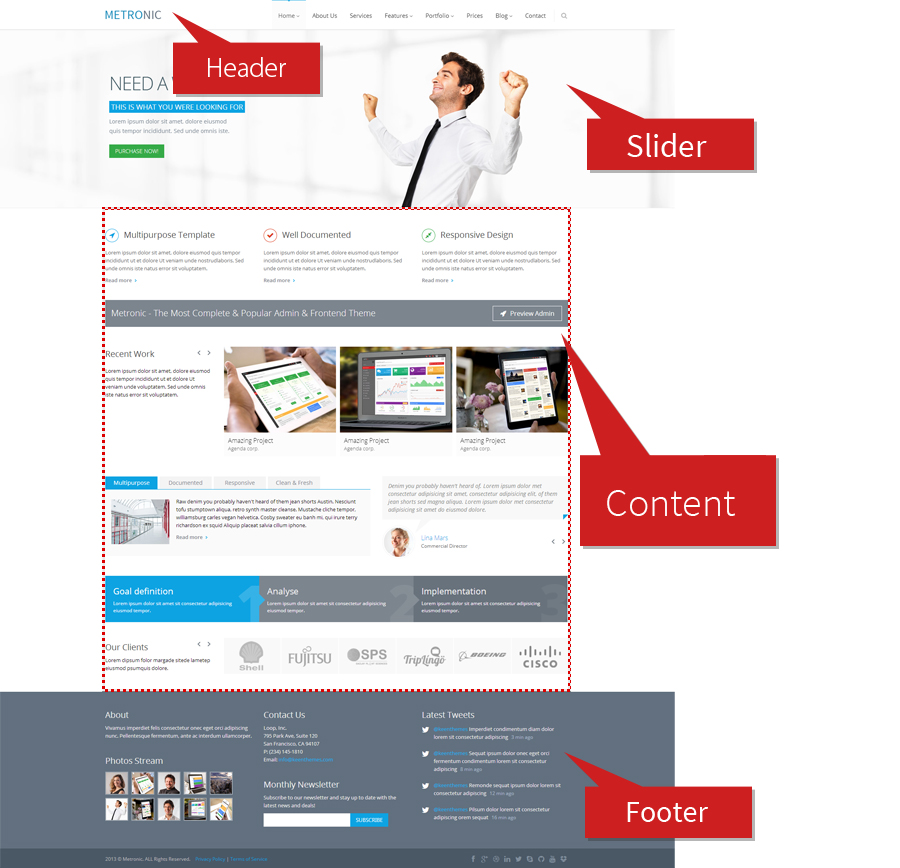 METRONIC
Home
About Us
Services
Features
Portfolio
Prices
Blog
Contact
Header
NEED A
THIS IS WHAT YOU WERE LOOKING FOR
Lorem ipsum dolor sit amet, dolorem
quis tempor incididunt. Sed unde omnis iste.
PURCHASE NOW!
Slider
Multipurpose Template
Lorem ipsum dolor sit amet, consectetur quis tempor
incididunt ut et dolore UT veniam unde nostrudlaboris. Sed
unde omnis iste natus error sit voluptatem.
Read more
Well Documented
Lorem ipsum dolor sit amet, consectetur quis tempor
incididunt ut et dolore UT veniam unde nostrudlaboris. Sed
unde omnis iste natus error sit voluptatem.
Read more
Responsive Design
Lorem ipsum dolor sit amet, consectetur quis tempor
incididunt ut et dolore UT veniam unde nostrudlaboris. Sed
unde omnis iste natus error sit voluptatem.
Read more
Metronic - The Most Complete & Popular Admin & Frontend Theme
Preview Admin
Recent Work
Lorem ipsum dolor sit amet, dolore eiusmod
quis tempor incididunt ut et dolore Ut
veniam unde nostrudlaboris. Sed unde omnis
iste natus error sit voluptatem.
Amazing Project
Agenda corp.
Amazing Project
Agenda corp.
Amazing Project
Agenda corp.
Content
Multipurpose
Documented
Responsive
Clean & Fresh
Raw denim you probably haven't heard of them jean shorts Austin. Nesciunt
tofu stumptown aliqua, retro synth master cleanse. Mustache cliche tempor,
williamsburg carles vegan helvetica. Cosby sweater eu banh mi, qui irure terry
richardson ex squid Aliquip placeat salvia cillum iphone.
Read more
Denim you probably haven't heard of. Lorem ipsum dolor
met consectetur adipisicing sit amet, consectetur adipisicing elit, of them
jean shorts sed magna aliqua. Lorem ipsum dolor met consectetur
adipisicing sit amet do eiusmod dolore.
Lina Mars
Commercial Director
Goal definition
Lorem ipsum dolor sit amet sit consectetur adipisicing
eiusmod tempor.
1
Analyse
Lorem ipsum dolor sit amet sit consectetur adipisicing
eiusmod tempor.
2
Implementation
Lorem ipsum dolor sit amet sit consectetur adipisicing
eiusmod tempor.
3
Our Clients
Lorem dipsum folor margade sitede lametep
eiusmod psumquis dolore.
Shell
FUJITSU
SPS
TripLingo
BOEING
CISCO
About
Vivamus imperdiet felis consectetur onec eget orci adipiscing
nunc. Pellentesque fermentum, ante ac interdum ullamcorper.
Photos Stream
Contact Us
Loop, Inc.
795 Park Ave, Suite 120
San Francisco, CA 94107
P: (234) 145-1810
Email: info@keenthemes.com
Monthly Newsletter
Subscribe to our newsletter and stay up to date with the
latest news and deals!
SUBSCRIBE
Latest Tweets
@keenthemes Imperdiet condimentum diam dolor
lorem sit consectetur adipiscing 3 min ago
@keenthemes Sequat ipsum dolor onec eget orci
fermentum condimentum lorem sit consectetur
adipiscing 8 min ago
@keenthemes Remonde sequat ipsum dolor lorem sit
consectetur adipiscing 12 min ago
@keenthemes Pilsum dolor lorem sit consectetur
adipiscing orem sequat 16 min ago
Footer
2013 © Metronic. ALL Rights Reserved. Privacy Policy | Terms of Service